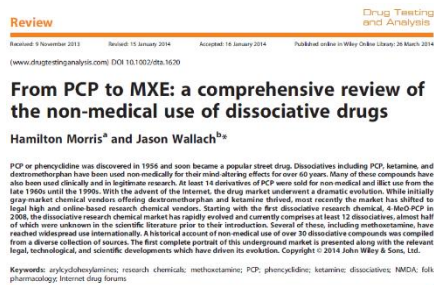 Review
Drug Testing
and Analysis
Received: 9 November 2013 Revised: 15 January 2014 Accepted: 16 January 2014 Published online in Wiley Online Library: 26 March 2014
(www.drugtestinganalysis.com) DOI 10.1002/dta.1620
From PCP to MXE: a comprehensive review of
the non-medical use of dissociative drugs
Hamilton Morrisᵃ and Jason Wallachᵇ*
PCP or phencyclidine was discovered in 1956 and soon became a popular street drug. Dissociatives including PCP, ketamine, and
dextromethorphan have been used non-medically for their mind-altering effects for over 60 years. Many of these compounds have
also been used clinically and in legitimate research. At least 14 derivatives of PCP were sold for non-medical and illicit use from the
late 1960s until the 1990s. With the advent of the Internet, the drug market underwent a dramatic evolution. While initially
gray-market chemical vendors offering dextromethorphan and ketamine thrived, most recently the market has shifted to
legal high and online research chemical vendors. Starting with the first dissociative research chemical, 4-MeO-PCP in
2008, the dissociative research chemical market has rapidly evolved and currently comprises at least 12 dissociatives, almost half
of which were unknown in the scientific literature prior to their introduction. Several of these, including methoxetamine, have
reached widespread use internationally. A historical account of non-medical use of over 30 dissociative compounds was compiled
from a diverse collection of sources. The first complete portrait of this underground market is presented along with the relevant
legal, technological, and scientific developments which have driven its evolution. Copyright © 2014 John Wiley & Sons, Ltd.
Keywords: arylcyclohexylamines; research chemicals; methoxetamine; PCP; phencyclidine; ketamine; dissociatives; NMDA; folk
pharmacology; Internet drug forums